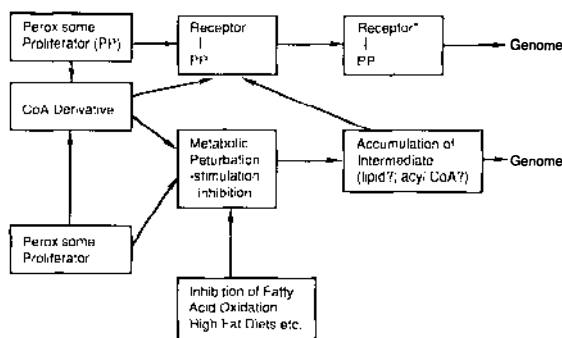 Perox some
Proliferator (PP)
Receptor
PP
Receptor*
PP
Genome
CoA Derivative
Metabolic
Peturbation
-stimulation
inhibition
Accumulation of
Intermediate
(lipid?; acyl CoA?)
Genome
Perox some
Proliferator
Inhibition of Fatty
Acid Oxidation
High Fat Diets etc.